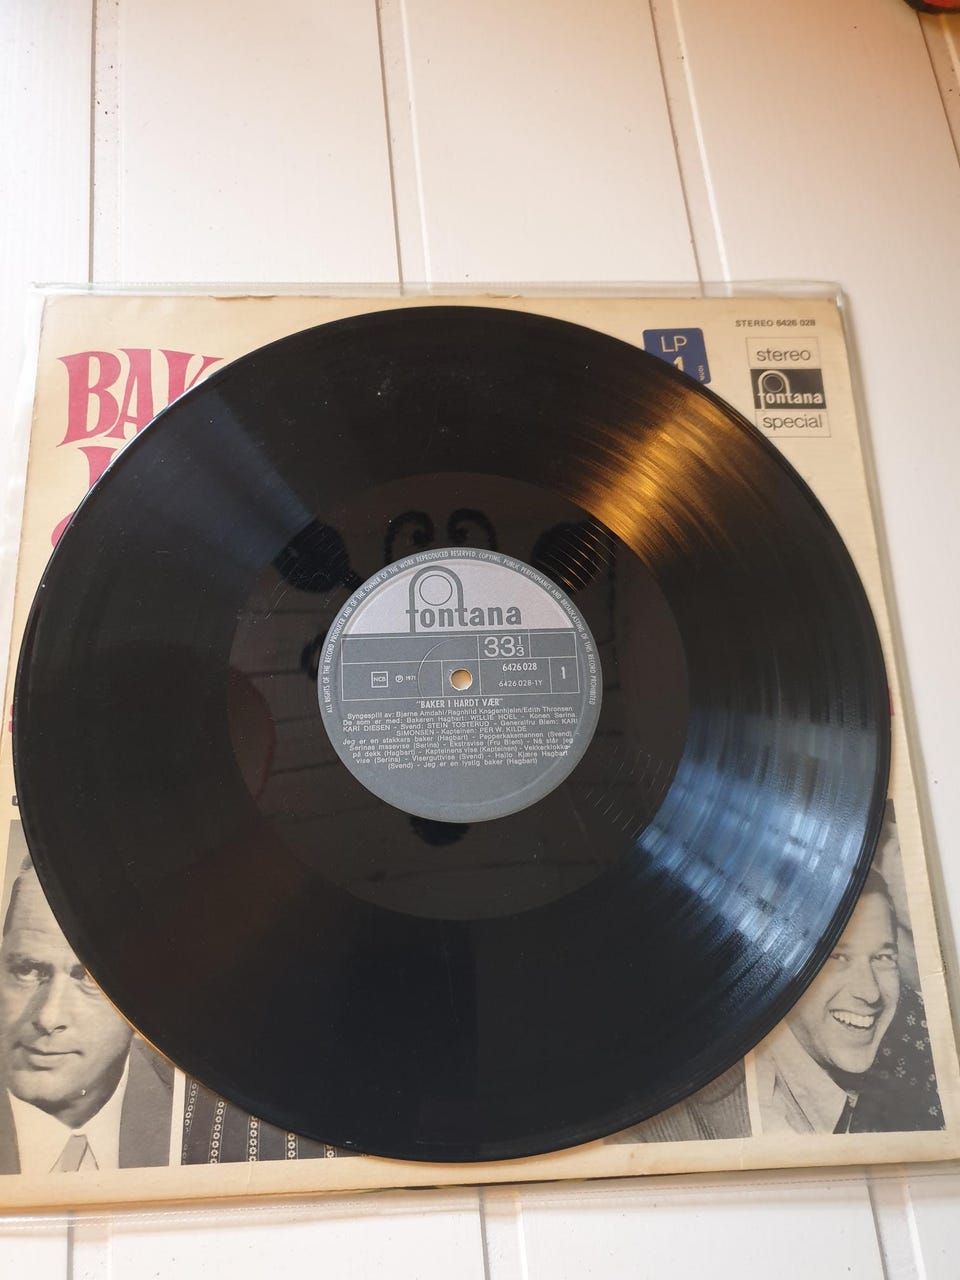 STEREO 6426 028
LP
1
stereo
fontana
special
BAK
ALL RIGHTS OF THE RECORD PRODUCER AND OF THE OWNER OF THE WORK REPRODUCED RESERVED. COPYING, PUBLIC PERFORMANCE AND BROADCASTING OF THIS RECORD PROHIBITED
fontana
33 1/3
NCB
℗ 1971
6426 028
6426 028-1Y
1
"BAKER I HARDT VÆR"
Syngespill av: Bjarne Amdahl/Ragnhild Knagenhjelm/Edith Thronsen
De som er med: Bakeren Hagbart: WILLIE HOEL - Konen Serina:
KARI DIESEN - Svend: STEIN TOSTERUD - Generalfru Blem: KARI
SIMONSEN - Kapteinen: PER W. KILDE
Jeg er en stakkars baker (Hagbart) - Pepperkakemannen (Svend) -
Serinas massevise (Serina) - Ekstravise (Fru Blem) - Nå står jeg
på dekk (Hagbart) - Kapteinens vise (Kapteinen) - Vekkerklokke-
vise (Serina) - Viserguttvise (Svend) - Hallo Kjære Hagbart
(Svend) - Jeg er en lystig baker (Hagbart)